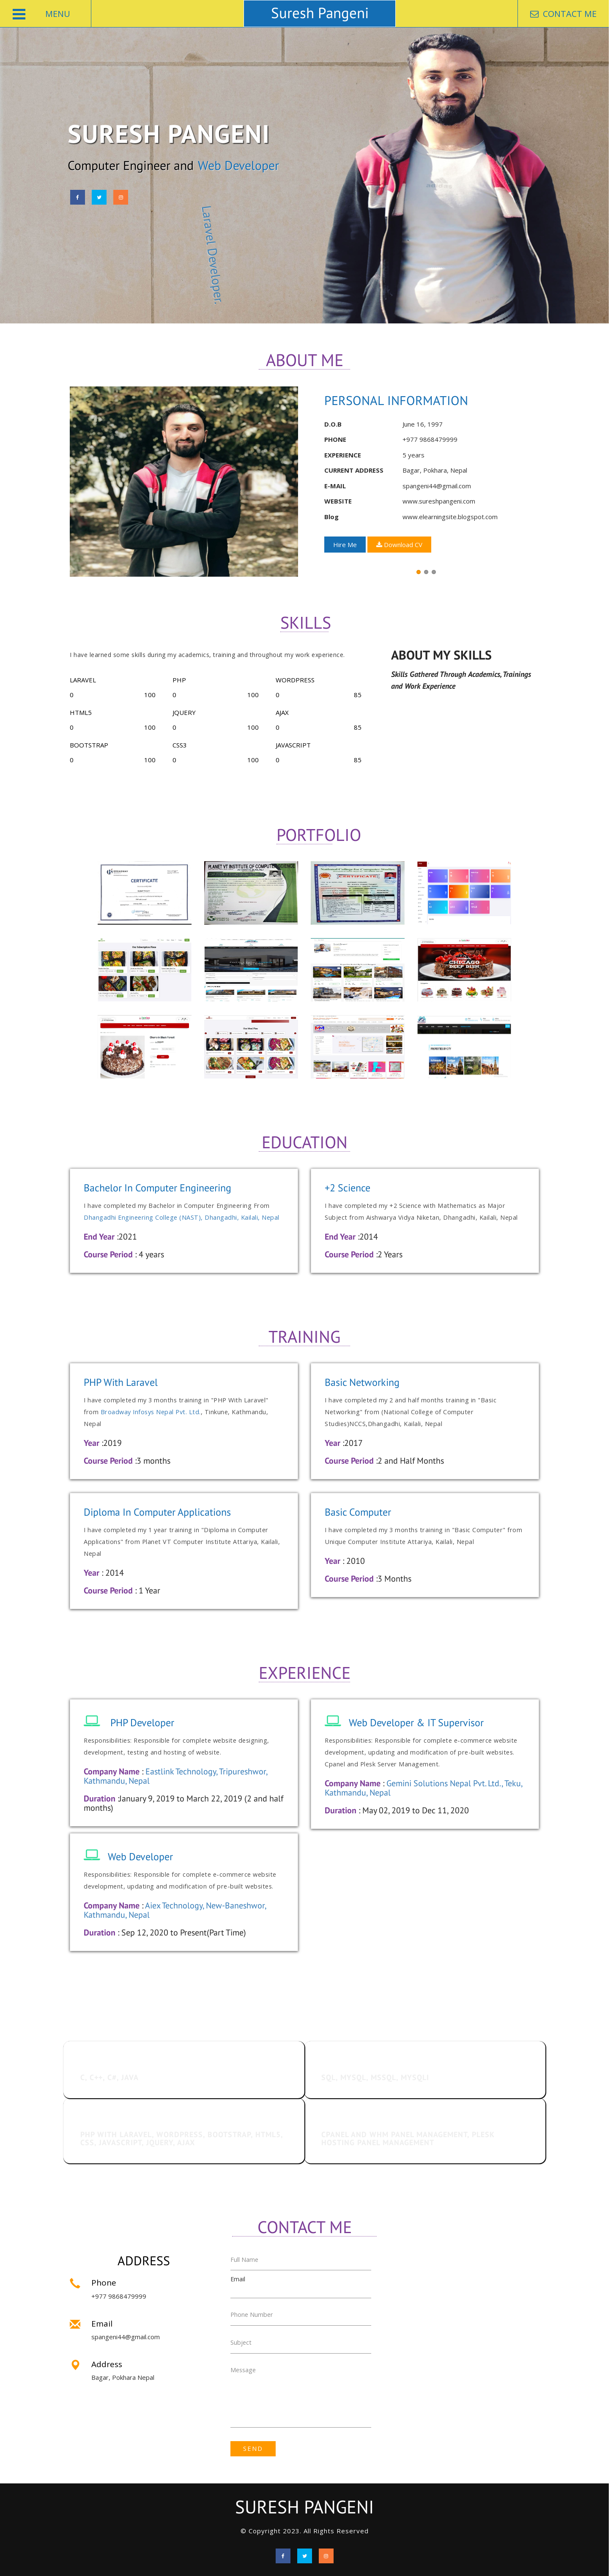 MENU
Suresh Pangeni
CONTACT ME
SURESH PANGENI
Computer Engineer and Web Developer
Laravel Developer.
ABOUT ME
PERSONAL INFORMATION
D.O.B June 16, 1997
PHONE +977 9868479999
EXPERIENCE 5 years
CURRENT ADDRESS Bagar, Pokhara, Nepal
E-MAIL spangeni44@gmail.com
WEBSITE www.sureshpangeni.com
Blog www.elearningsite.blogspot.com
Hire Me Download CV
SKILLS
I have learned some skills during my academics, training and throughout my work experience.
LARAVEL PHP WORDPRESS
0 100 0 100 0 85
HTML5 JQUERY AJAX
0 100 0 100 0 85
BOOTSTRAP CSS3 JAVASCRIPT
0 100 0 100 0 85
ABOUT MY SKILLS
Skills Gathered Through Academics, Trainings
and Work Experience
PORTFOLIO
CERTIFICATE
PLANET VT INSTITUTE OF COMPUTER SCIENCE
CERTIFICATE
CHICAGO
DEEP DISH
EDUCATION
Bachelor In Computer Engineering
I have completed my Bachelor in Computer Engineering From
Dhangadhi Engineering College (NAST), Dhangadhi, Kailali, Nepal
End Year :2021
Course Period : 4 years
+2 Science
I have completed my +2 Science with Mathematics as Major
Subject from Aishwarya Vidya Niketan, Dhangadhi, Kailali, Nepal
End Year :2014
Course Period :2 Years
TRAINING
PHP With Laravel
I have completed my 3 months training in "PHP With Laravel"
from Broadway Infosys Nepal Pvt. Ltd., Tinkune, Kathmandu,
Nepal
Year :2019
Course Period :3 months
Basic Networking
I have completed my 2 and half months training in "Basic
Networking" from (National College of Computer
Studies)NCCS,Dhangadhi, Kailali, Nepal
Year :2017
Course Period :2 and Half Months
Diploma In Computer Applications
I have completed my 1 year training in "Diploma in Computer
Applications" from Planet VT Computer Institute Attariya, Kailali,
Nepal
Year : 2014
Course Period : 1 Year
Basic Computer
I have completed my 3 months training in "Basic Computer" from
Unique Computer Institute Attariya, Kailali, Nepal
Year : 2010
Course Period :3 Months
EXPERIENCE
PHP Developer
Responsibilities: Responsible for complete website designing,
development, testing and hosting of website.
Company Name : Eastlink Technology, Tripureshwor,
Kathmandu, Nepal
Duration :January 9, 2019 to March 22, 2019 (2 and half
months)
Web Developer & IT Supervisor
Responsibilities: Responsible for complete e-commerce website
development, updating and modification of pre-built websites.
Cpanel and Plesk Server Management.
Company Name : Gemini Solutions Nepal Pvt. Ltd., Teku,
Kathmandu, Nepal
Duration : May 02, 2019 to Dec 11, 2020
Web Developer
Responsibilities: Responsible for complete e-commerce website
development, updating and modification of pre-built websites.
Company Name : Aiex Technology, New-Baneshwor,
Kathmandu, Nepal
Duration : Sep 12, 2020 to Present(Part Time)
C, C++, C#, JAVA
SQL, MYSQL, MSSQL, MYSQLI
PHP WITH LARAVEL, WORDPRESS, BOOTSTRAP, HTML5,
CSS, JAVASCRIPT, JQUERY, AJAX
CPANEL AND WHM PANEL MANAGEMENT, PLESK
HOSTING PANEL MANAGEMENT
CONTACT ME
ADDRESS
Phone
+977 9868479999
Email
spangeni44@gmail.com
Address
Bagar, Pokhara Nepal
Full Name
Email
Phone Number
Subject
Message
SEND
SURESH PANGENI
© Copyright 2023. All Rights Reserved